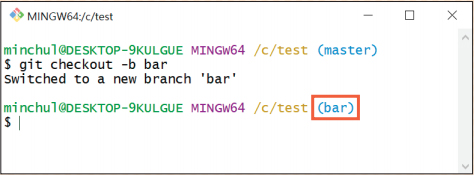 MINGW64:/c/test
minchul@DESKTOP-9KULGUE MINGW64 /c/test (master)
$ git checkout -b bar
Switched to a new branch 'bar'
minchul@DESKTOP-9KULGUE MINGW64 /c/test (bar)
$